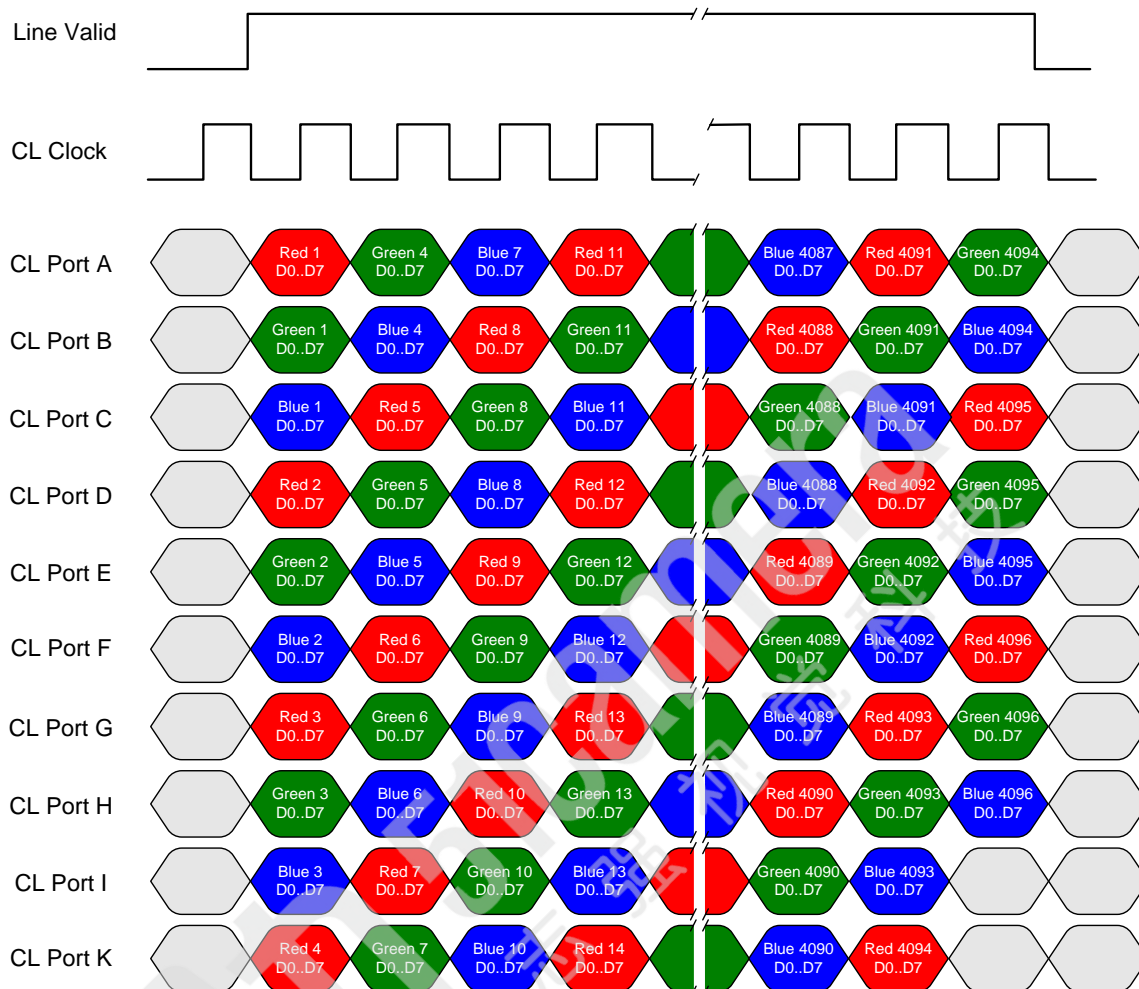 Line Valid
CL Clock
CL Port A
Red 1
D0..D7
Green 4
D0..D7
Blue 7
D0..D7
Red 11
D0..D7
Blue 4087
D0..D7
Red 4091
D0..D7
Green 4094
D0..D7
CL Port B
Green 1
D0..D7
Blue 4
D0..D7
Red 8
D0..D7
Green 11
D0..D7
Red 4088
D0..D7
Green 4091
D0..D7
Blue 4094
D0..D7
CL Port C
Blue 1
D0..D7
Red 5
D0..D7
Green 8
D0..D7
Blue 11
D0..D7
Green 4088
D0..D7
Blue 4091
D0..D7
Red 4095
D0..D7
CL Port D
Red 2
D0..D7
Green 5
D0..D7
Blue 8
D0..D7
Red 12
D0..D7
Blue 4088
D0..D7
Red 4092
D0..D7
Green 4095
D0..D7
CL Port E
Green 2
D0..D7
Blue 5
D0..D7
Red 9
D0..D7
Green 12
D0..D7
Red 4089
D0..D7
Green 4092
D0..D7
Blue 4095
D0..D7
CL Port F
Blue 2
D0..D7
Red 6
D0..D7
Green 9
D0..D7
Blue 12
D0..D7
Green 4089
D0..D7
Blue 4092
D0..D7
Red 4096
D0..D7
CL Port G
Red 3
D0..D7
Green 6
D0..D7
Blue 9
D0..D7
Red 13
D0..D7
Blue 4089
D0..D7
Red 4093
D0..D7
Green 4096
D0..D7
CL Port H
Green 3
D0..D7
Blue 6
D0..D7
Red 10
D0..D7
Green 13
D0..D7
Red 4090
D0..D7
Green 4093
D0..D7
Blue 4096
D0..D7
CL Port I
Blue 3
D0..D7
Red 7
D0..D7
Green 10
D0..D7
Blue 13
D0..D7
Green 4090
D0..D7
Blue 4093
D0..D7
CL Port K
Red 4
D0..D7
Green 7
D0..D7
Blue 10
D0..D7
Red 14
D0..D7
Blue 4090
D0..D7
Red 4094
D0..D7
51camera
志强视觉科技